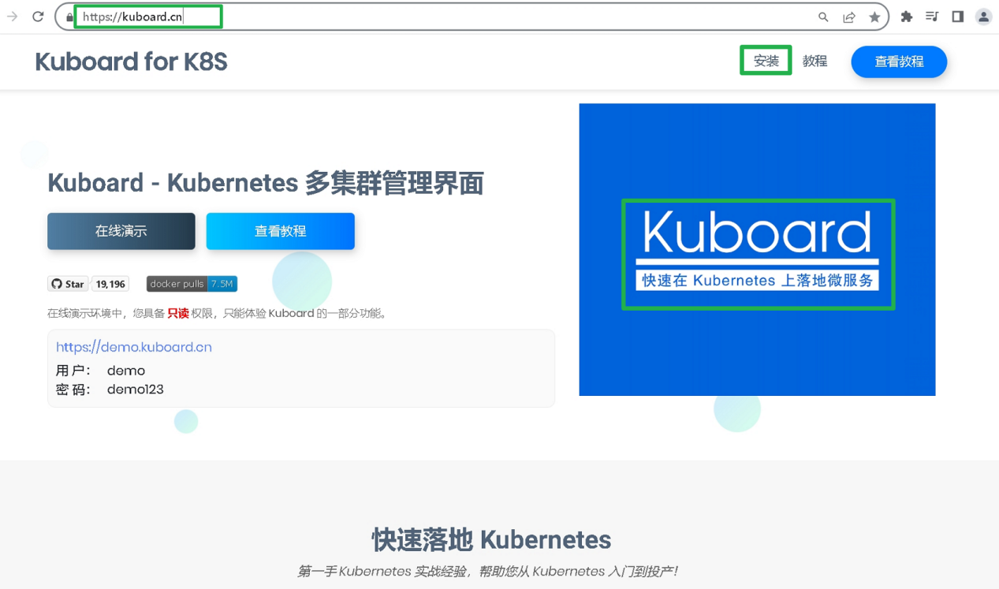 https://kuboard.cn
Kuboard for K8S
安装
教程
查看教程
Kuboard - Kubernetes 多集群管理界面
在线演示
查看教程
Star
19,196
docker pulls 7.5M
在线演示环境中，您具备 只读 权限，只能体验 Kuboard 的一部分功能。
https://demo.kuboard.cn
用 户： demo
密 码： demo123
Kuboard
快速在 Kubernetes 上落地微服务
快速落地 Kubernetes
第一手 Kubernetes 实战经验，帮助您从 Kubernetes 入门到投产！